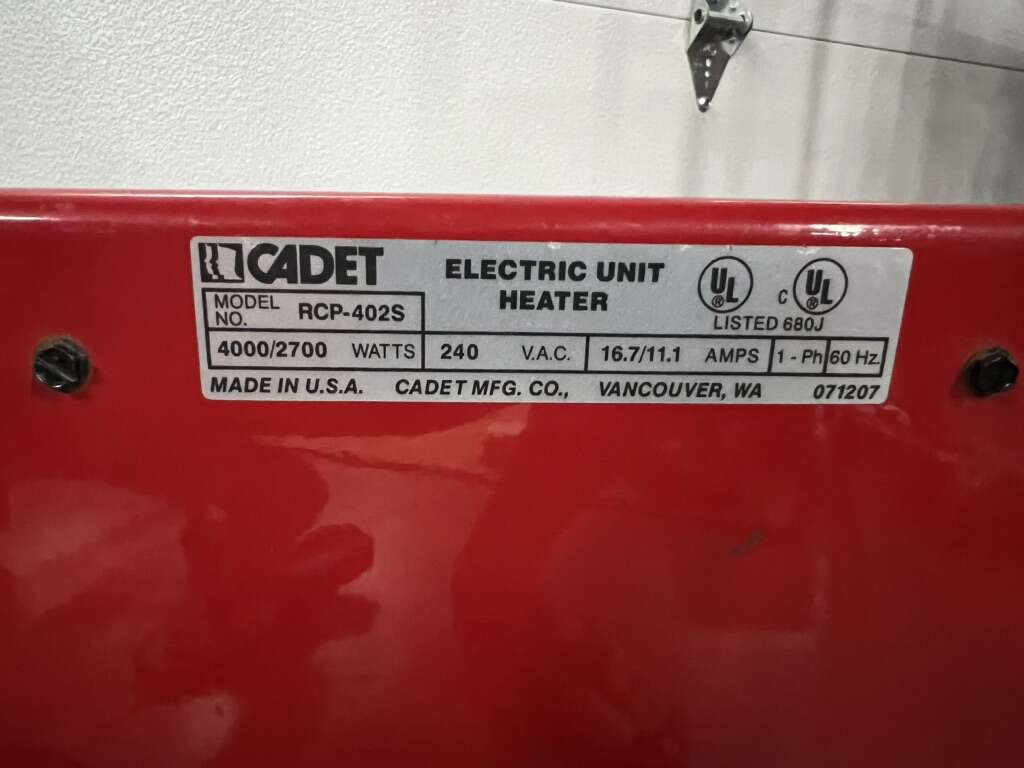 CADET
ELECTRIC UNIT
HEATER
UL ® C UL ®
LISTED 680J
MODEL NO. RCP-402S
4000/2700 WATTS 240 V.A.C. 16.7/11.1 AMPS 1 - Ph 60 Hz.
MADE IN U.S.A. CADET MFG. CO., VANCOUVER, WA 071207